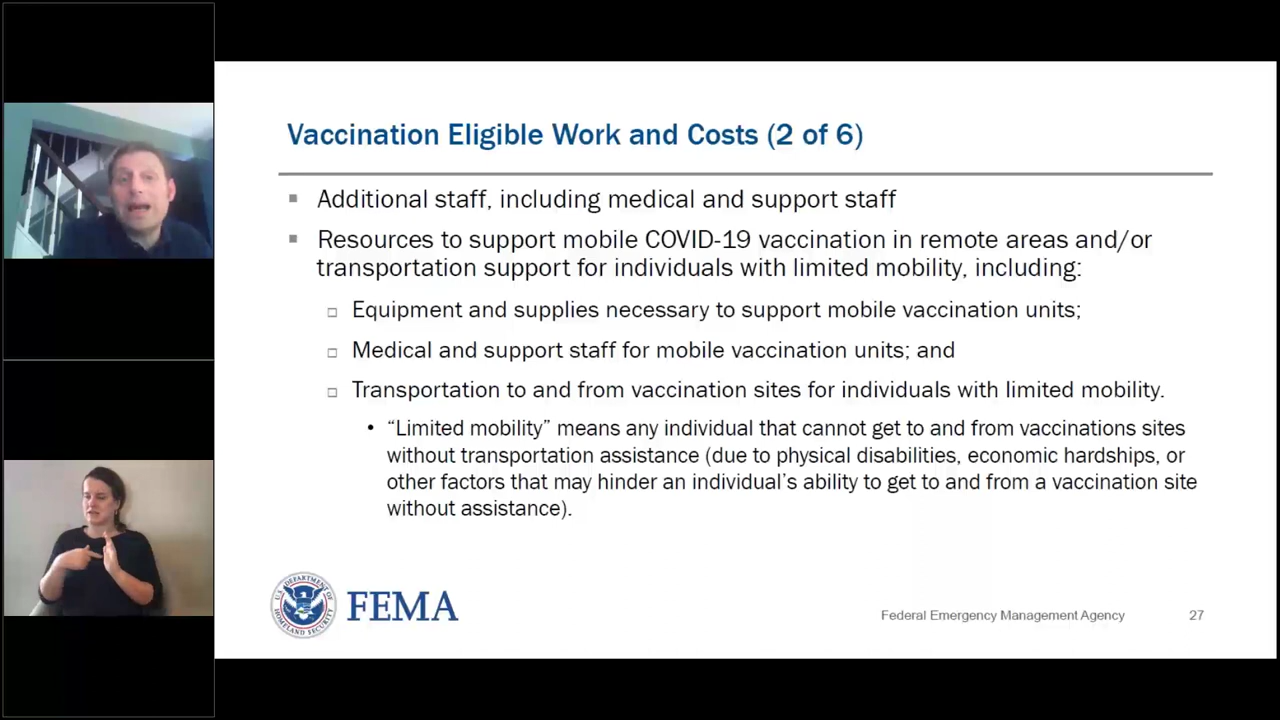 Vaccination Eligible Work and Costs (2 of 6)
Additional staff, including medical and support staff
Resources to support mobile COVID-19 vaccination in remote areas and/or
transportation support for individuals with limited mobility, including:
Equipment and supplies necessary to support mobile vaccination units;
Medical and support staff for mobile vaccination units; and
Transportation to and from vaccination sites for individuals with limited mobility.
“Limited mobility” means any individual that cannot get to and from vaccinations sites
without transportation assistance (due to physical disabilities, economic hardships, or
other factors that may hinder an individual’s ability to get to and from a vaccination site
without assistance).
U.S. DEPARTMENT OF HOMELAND SECURITY
FEMA
Federal Emergency Management Agency
27